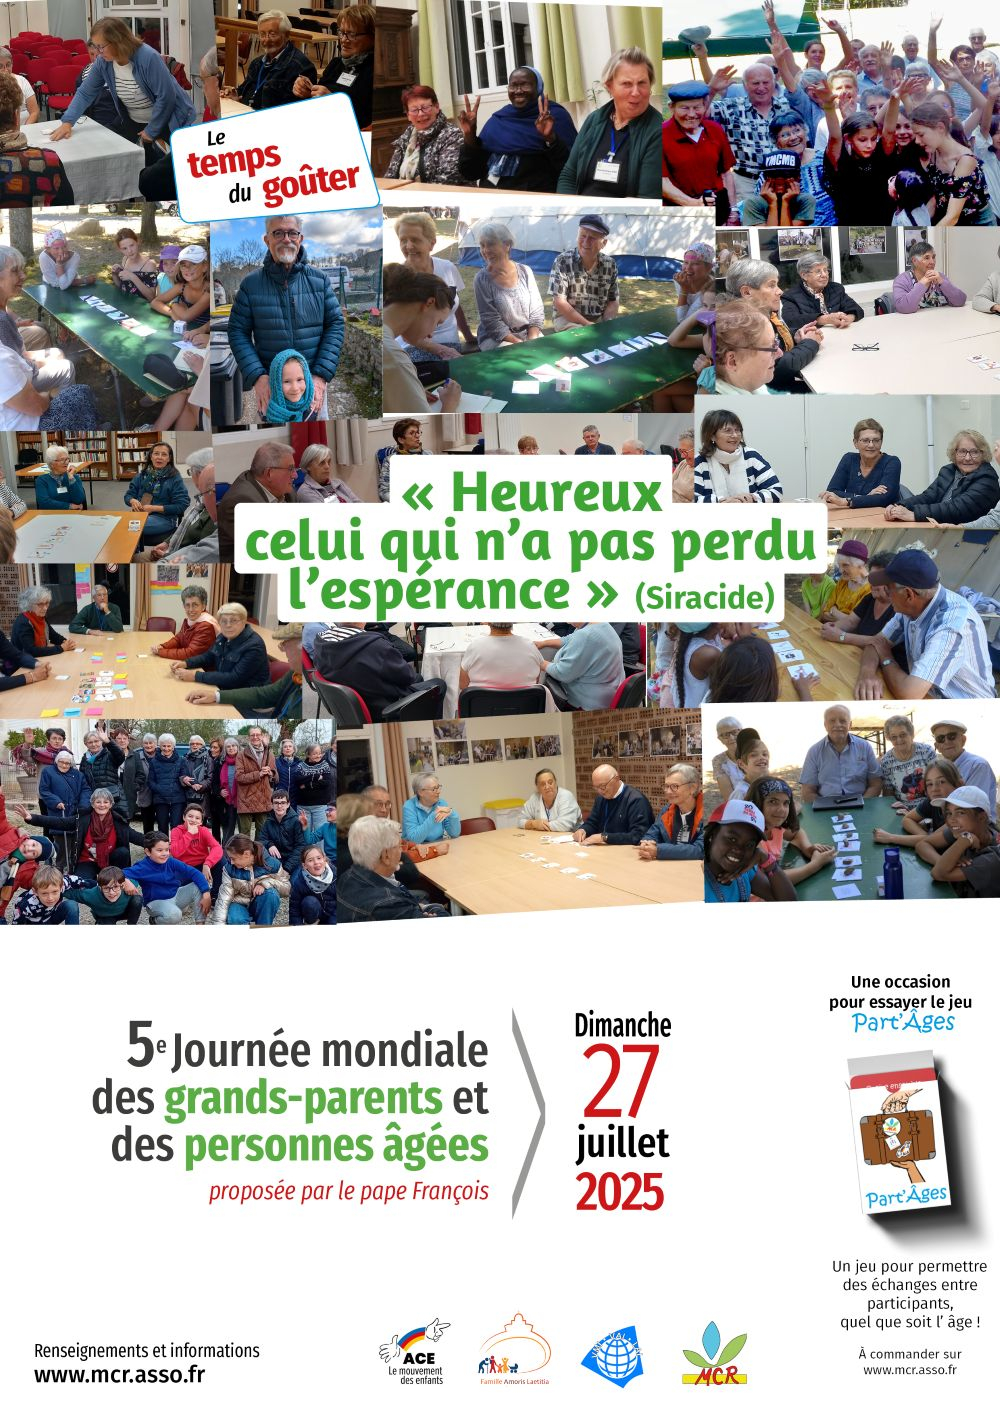 Le
temps
du goûter
YMCMB
« Heureux
celui qui n’a pas perdu
l’espérance » (Siracide)
5e Journée mondiale
des grands-parents et
des personnes âgées
proposée par le pape François
Dimanche
27
juillet
2025
Une occasion
pour essayer le jeu
Part’Âges
MCR
Part’Âges
Un jeu pour permettre
des échanges entre
participants,
quel que soit l’ âge !
À commander sur
www.mcr.asso.fr
Renseignements et informations
www.mcr.asso.fr
ACE
Le mouvement
des enfants
Famille Amoris Laetitia
MCR